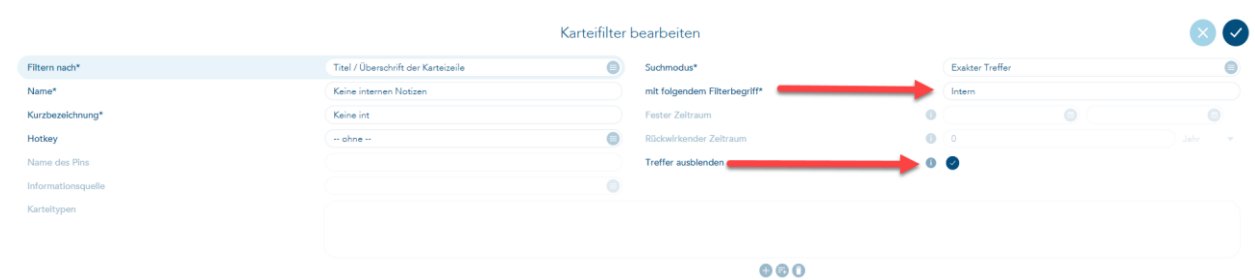 Karteifilter bearbeiten
Filtern nach* Titel / Überschrift der Karteizeile Suchmodus* Exakter Treffer
Name* Keine internen Notizen mit folgendem Filterbegriff* Intern
Kurzbezeichnung* Keine int Fester Zeitraum
Hotkey -- ohne -- Rückwirkender Zeitraum 0 Jahr
Name des Pins Treffer ausblenden
Informationsquelle
Karteitypen